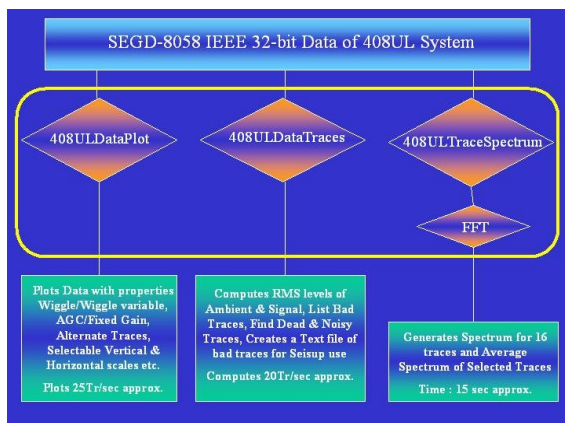 SEGD-8058 IEEE 32-bit Data of 408UL System
408ULDataPlot
408ULDataTraces
408ULTraceSpectrum
FFT
Plots Data with properties
Wiggle/Wiggle variable,
AGC/Fixed Gain,
Alternate Traces,
Selectable Vertical &
Horizontal scales etc.
Plots 25Tr/sec approx.
Computes RMS levels of
Ambient & Signal, List Bad
Traces, Find Dead & Noisy
Traces, Creates a Text file of
bad traces for Seisup use
Computes 20Tr/sec approx.
Generates Spectrum for 16
traces and Average
Spectrum of Selected Traces
Time : 15 sec approx.